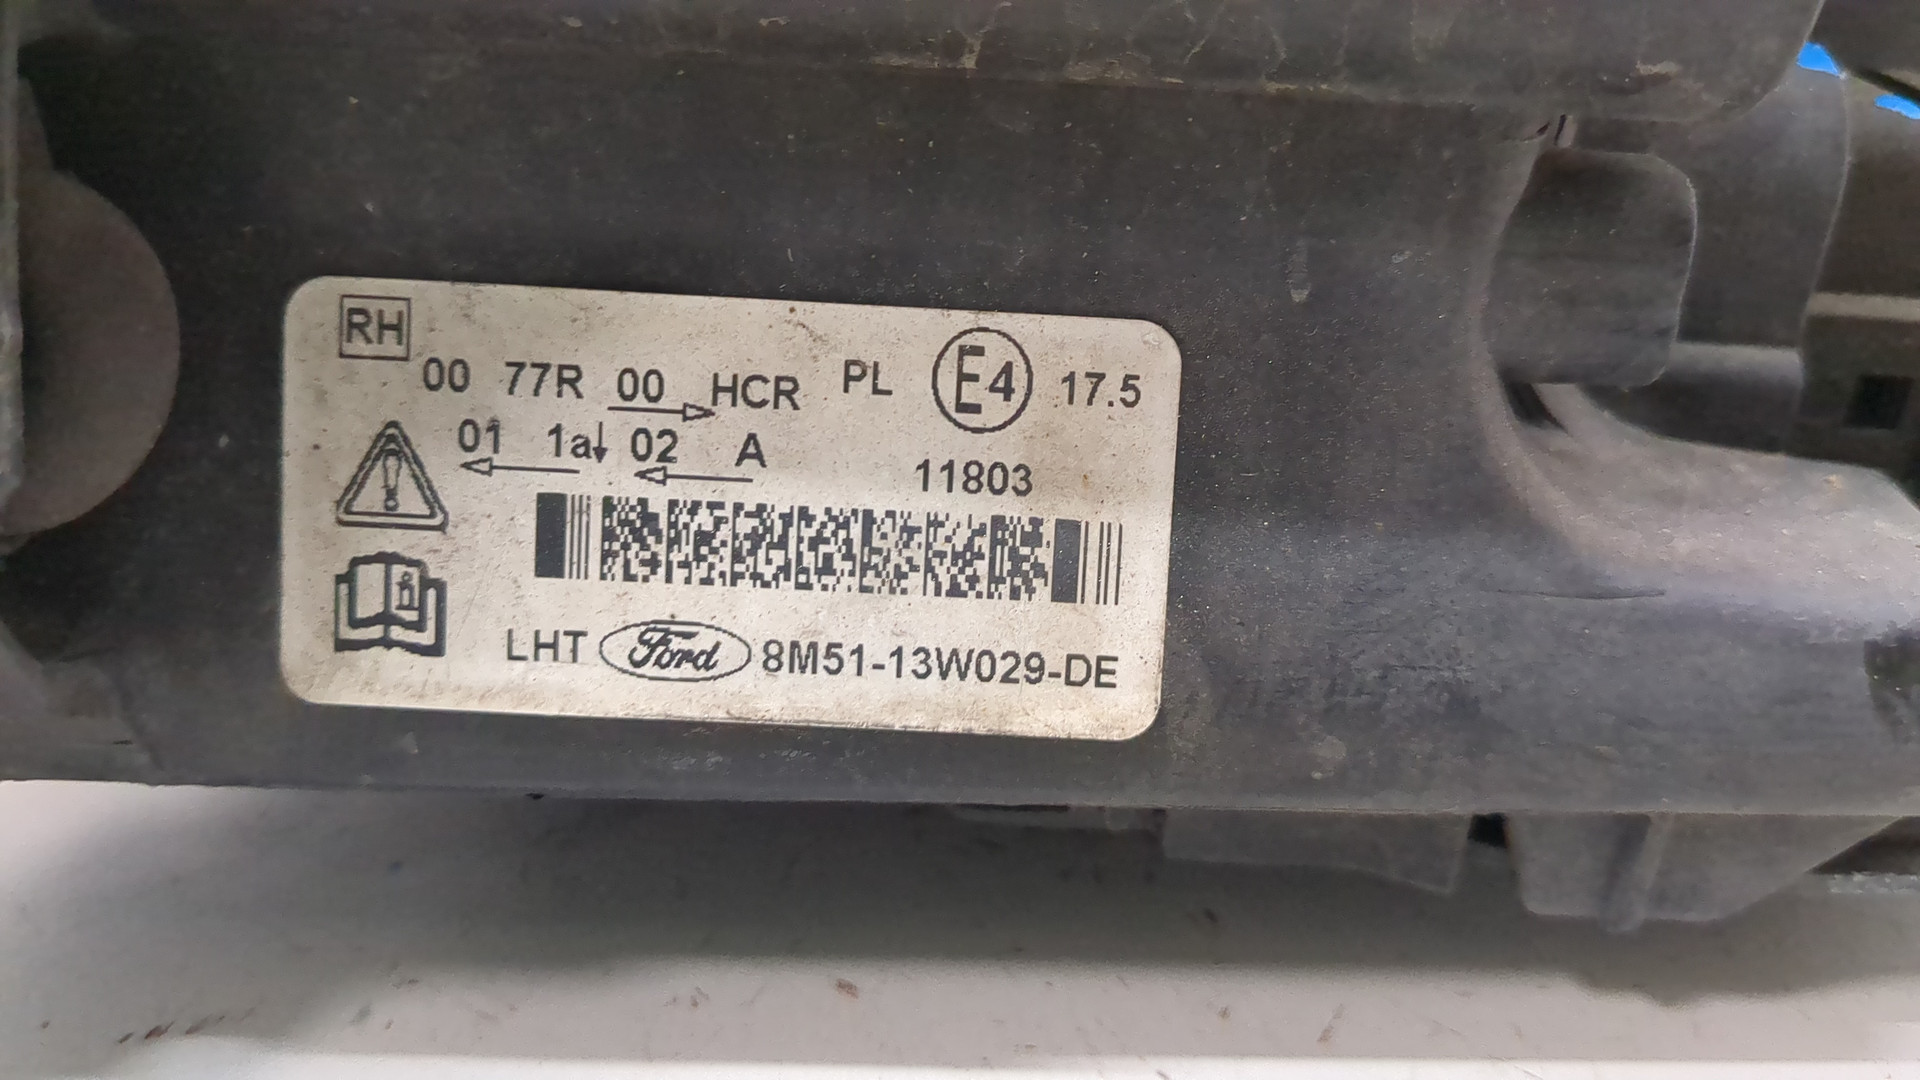 RH
00 77R 00 HCR PL E4 17.5
01 1a↓ 02 A 11803
LHT Ford 8M51-13W029-DE